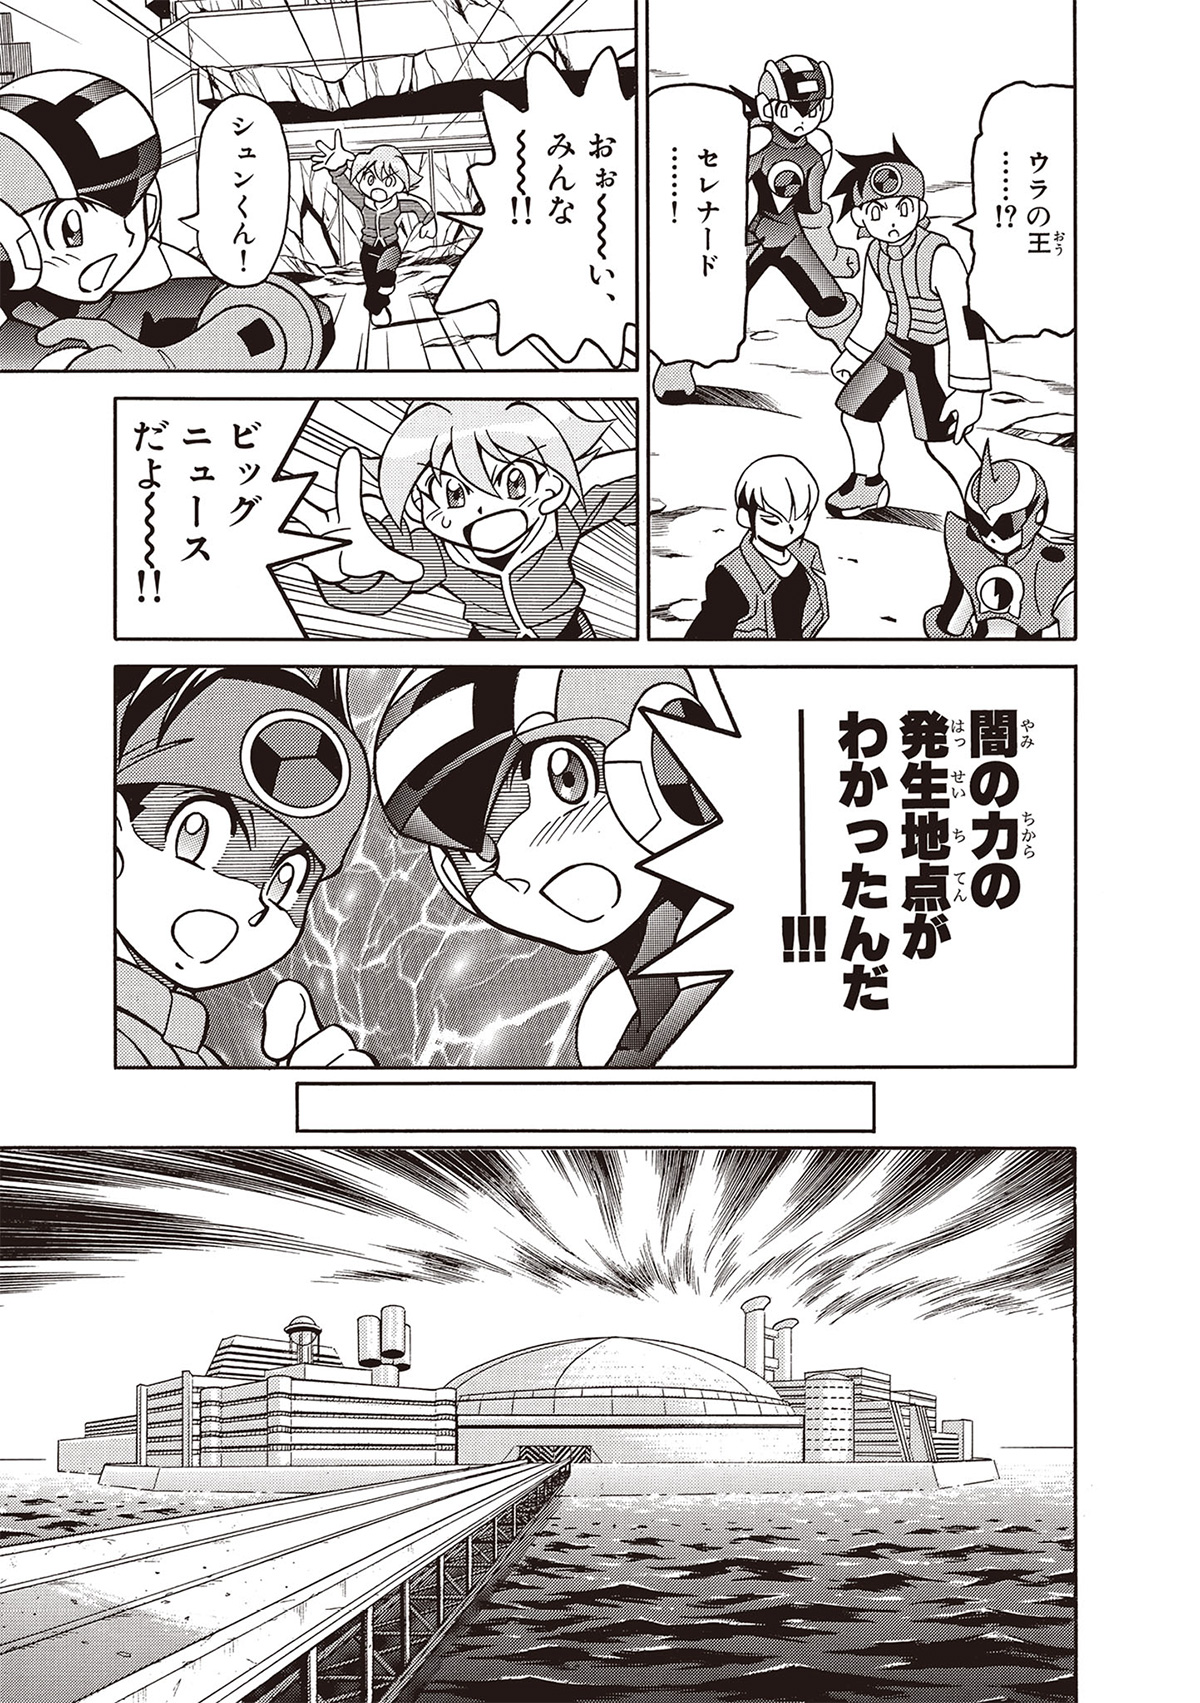 ウラの王
……!?
セレナード
……!
おぉ〜〜い、
みんな
〜〜!!
シュンくん!
ビッグ
ニュース
だよ〜〜!!
闇の力の
発生地点が
わかったんだ
――!!!